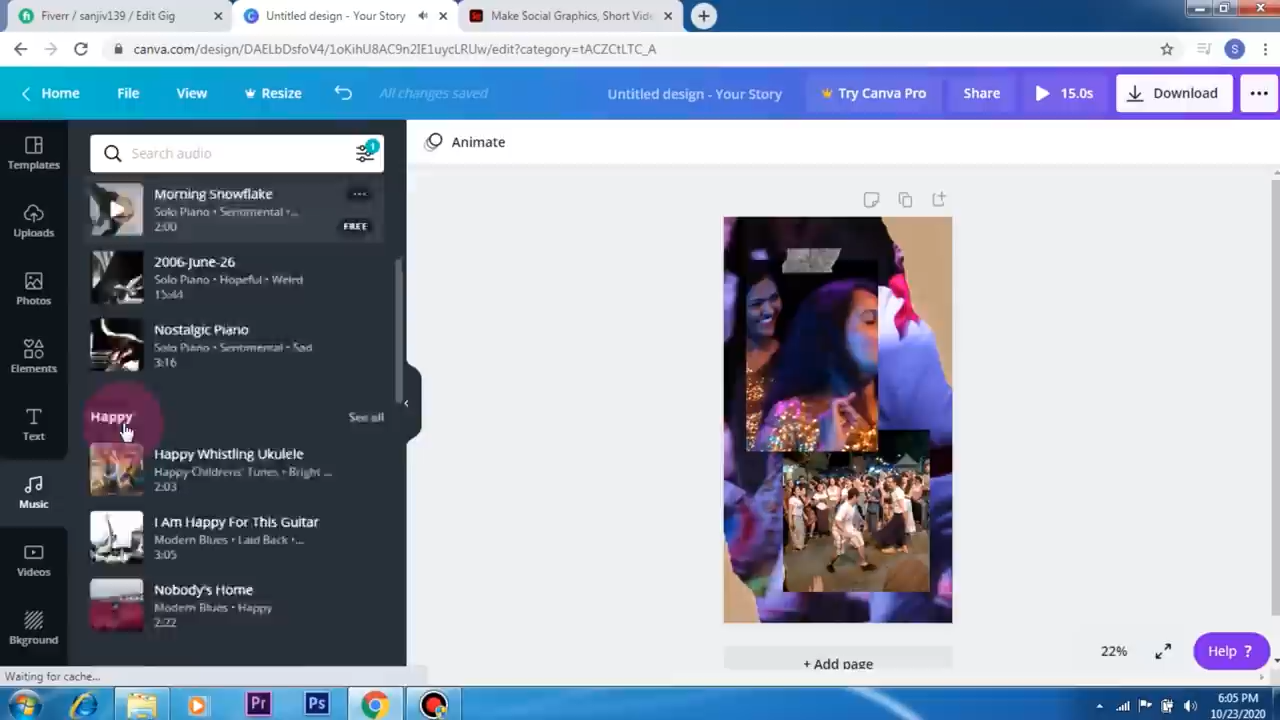 Fiverr / sanjiv139 / Edit Gig
Untitled design - Your Story
Make Social Graphics, Short Vide
canva.com/design/DAELbDsfoV4/1oKihU8AC9n2IE1uycLRUw/edit?category=tACZCtLTC_A
S
Home
File
View
Resize
All changes saved
Untitled design - Your Story
Try Canva Pro
Share
15.0s
Download
Templates
Uploads
Photos
Elements
Text
Music
Videos
Bkground
Search audio
1
Morning Snowflake
Solo Piano • Sentimental •...
2:00
FREE
2006-June-26
Solo Piano • Hopeful • Weird
15:44
Nostalgic Piano
Solo Piano • Sentimental • Sad
3:16
Happy
See all
Happy Whistling Ukulele
Happy Childrens' Tunes • Bright ...
2:03
I Am Happy For This Guitar
Modern Blues • Laid Back •...
3:05
Nobody's Home
Modern Blues • Happy
2:22
Animate
+ Add page
22%
Help ?
Waiting for cache...
Pr
Ps
6:05 PM
10/23/2020